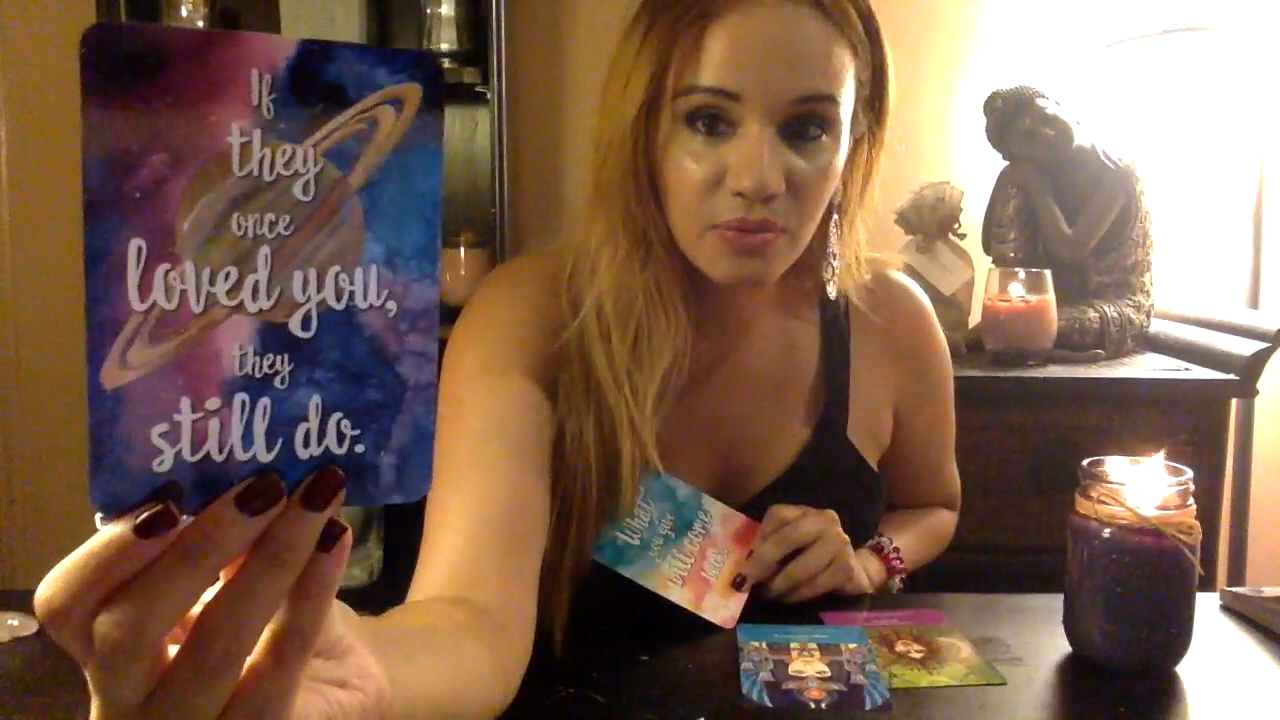 If
they
once
loved you,
they
still do.
What
you give
will come
back.